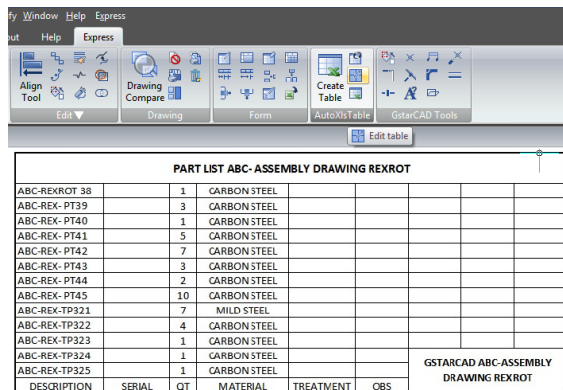 fy Window Help Express
out Help Express
Align Tool
Drawing Compare
Create Table
Edit Drawing Form AutoXlsTable GstarCAD Tools
Edit table
PART LIST ABC- ASSEMBLY DRAWING REXROT
ABC-REXROT 38 1 CARBON STEEL
ABC-REX- PT39 3 CARBON STEEL
ABC-REX- PT40 1 CARBON STEEL
ABC-REX- PT41 5 CARBON STEEL
ABC-REX- PT42 7 CARBON STEEL
ABC-REX- PT43 3 CARBON STEEL
ABC-REX- PT44 2 CARBON STEEL
ABC-REX- PT45 10 CARBON STEEL
ABC-REX-TP321 7 MILD STEEL
ABC-REX-TP322 4 CARBON STEEL
ABC-REX-TP323 1 CARBON STEEL
ABC-REX-TP324 1 CARBON STEEL
ABC-REX-TP325 1 CARBON STEEL
GSTARCAD ABC-ASSEMBLY
DRAWING REXROT
DESCRIPTION SERIAL QT MATERIAL TREATMENT OBS